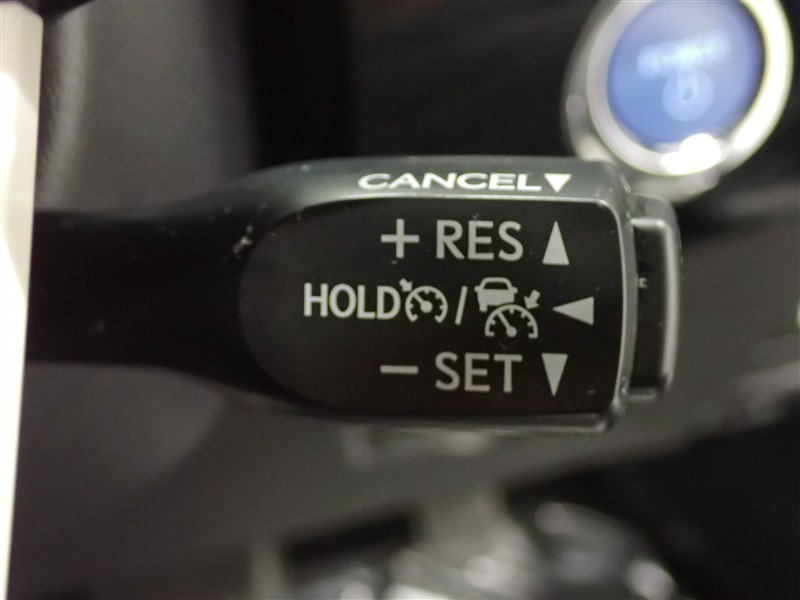 CANCEL▼
+ RES ▲
HOLD / ◀
− SET ▼